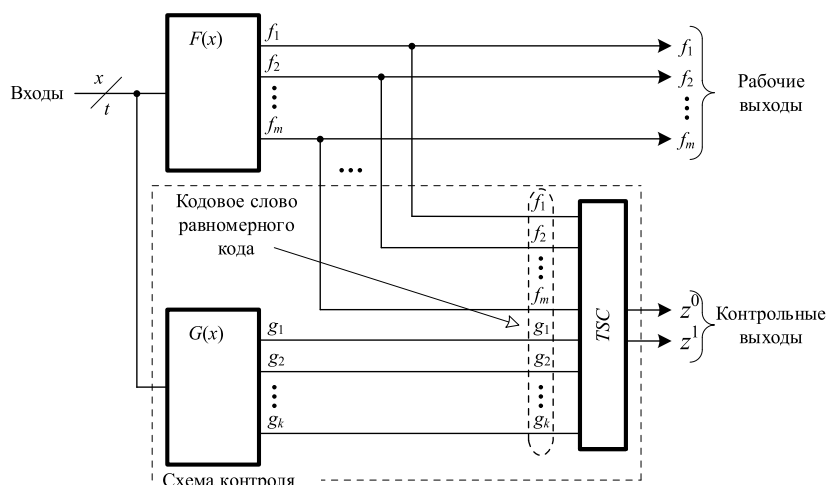 F(x)
f₁
f₂
fₘ
f₁
f₂
fₘ
Рабочие
выходы
Входы
x
t
Кодовое слово
равномерного
кода
f₁
f₂
fₘ
g₁
g₂
gₖ
TSC
z⁰
z¹
Контрольные
выходы
G(x)
g₁
g₂
gₖ
Схема контроля